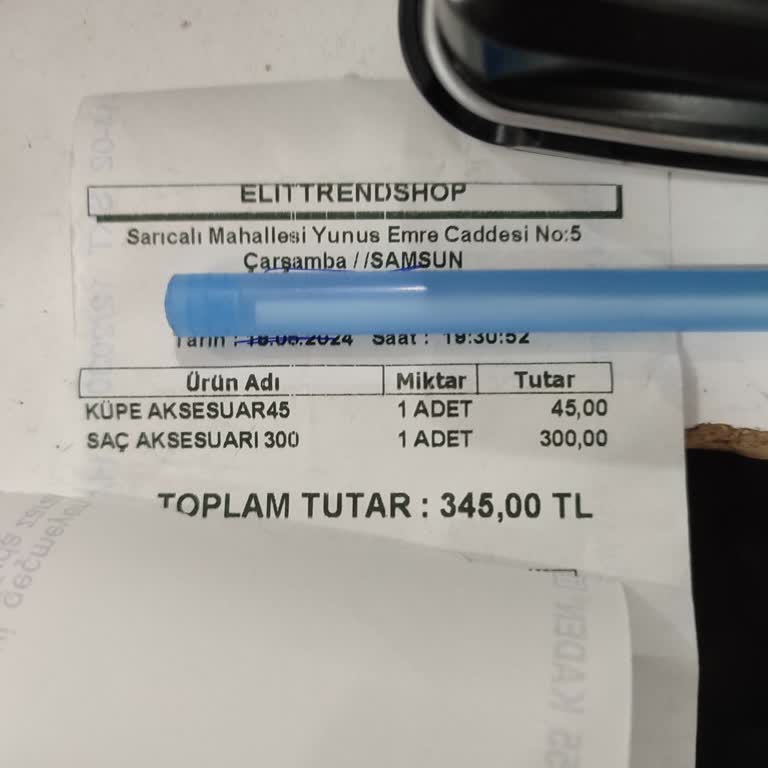 ELITTRENDSHOP
Sarıcalı Mahallesi Yunus Emre Caddesi No:5
Çarşamba //SAMSUN
Tarih : Saat : 19:30:52
Ürün Adı Miktar Tutar
KÜPE AKSESUAR45 1 ADET 45,00
SAÇ AKSESUARI 300 1 ADET 300,00
TOPLAM TUTAR : 345,00 TL